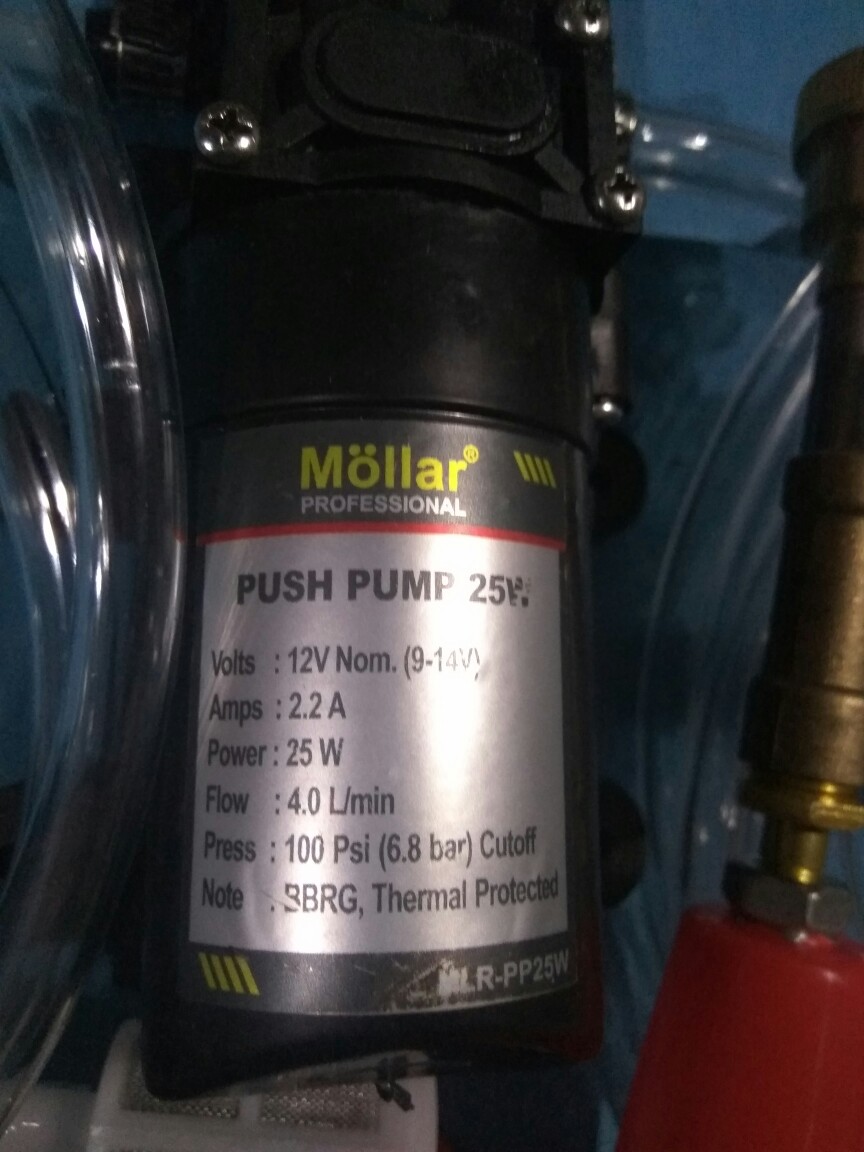 Möllar®
PROFESSIONAL
PUSH PUMP 25W
Volts : 12V Nom. (9-14V)
Amps : 2.2 A
Power : 25 W
Flow : 4.0 L/min
Press : 100 Psi (6.8 bar) Cutoff
Note : BBRG, Thermal Protected
MLR-PP25W